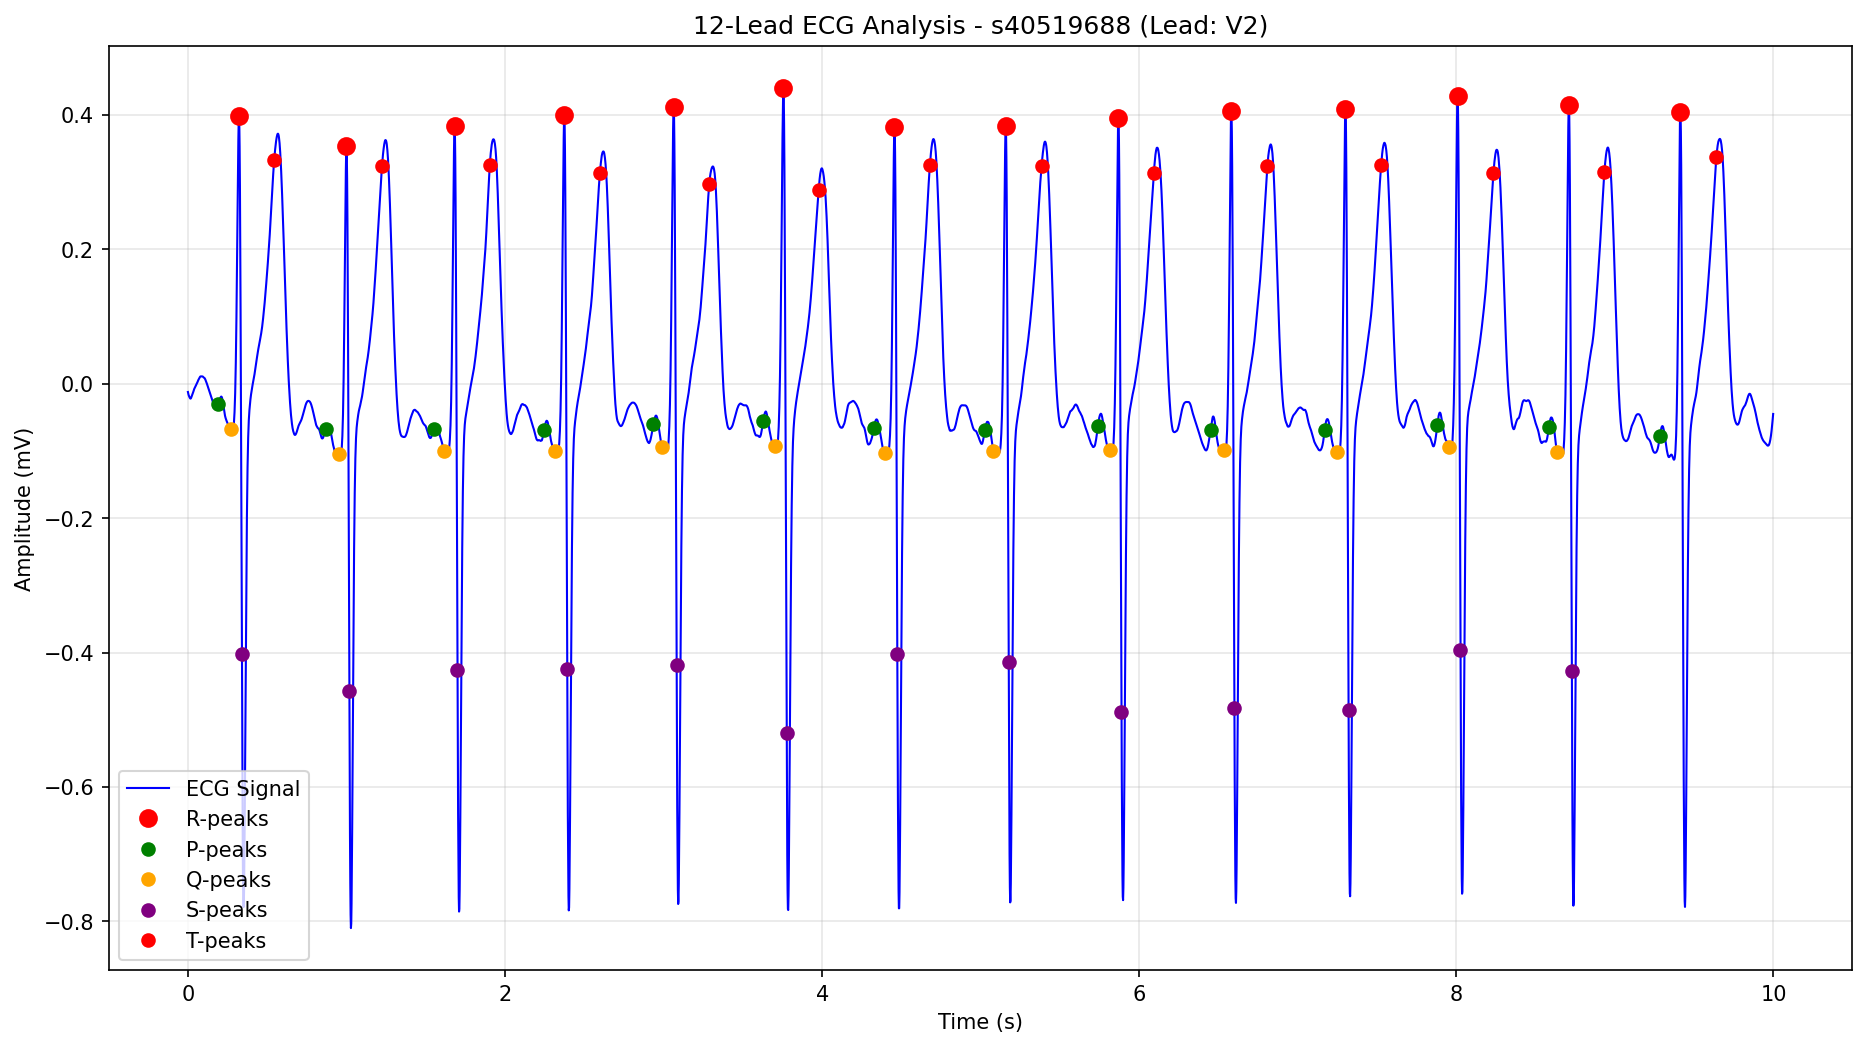 12-Lead ECG Analysis - s40519688 (Lead: V2)
Amplitude (mV)
0.4
0.2
0.0
−0.2
−0.4
−0.6
−0.8
ECG Signal
R-peaks
P-peaks
Q-peaks
S-peaks
T-peaks
0 2 4 6 8 10
Time (s)